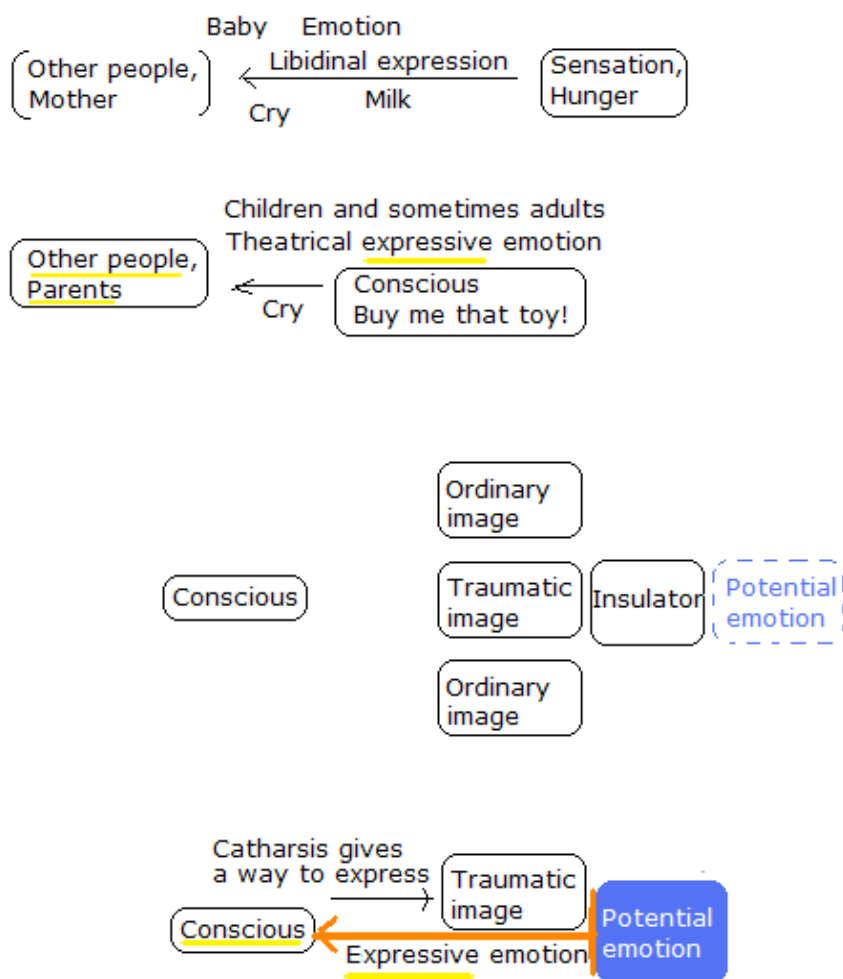 Baby Emotion
Libidinal expression
Other people,
Mother
Milk
Cry
Sensation,
Hunger
Children and sometimes adults
Theatrical expressive emotion
Other people,
Parents
Cry
Conscious
Buy me that toy!
Ordinary
image
Conscious
Traumatic
image
Insulator
Potential
emotion
Ordinary
image
Catharsis gives
a way to express
Traumatic
image
Conscious
Expressive emotion
Potential
emotion